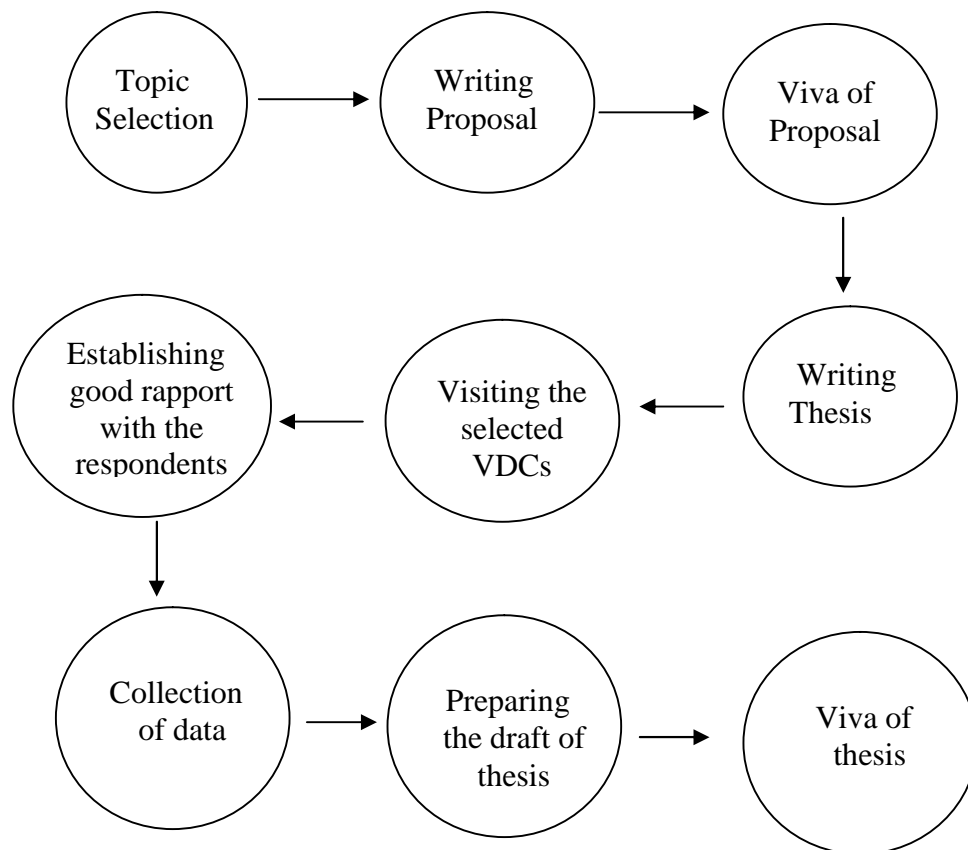 Topic
Selection
Writing
Proposal
Viva of
Proposal
Writing
Thesis
Visiting the
selected
VDCs
Establishing
good rapport
with the
respondents
Collection
of data
Preparing
the draft of
thesis
Viva of
thesis